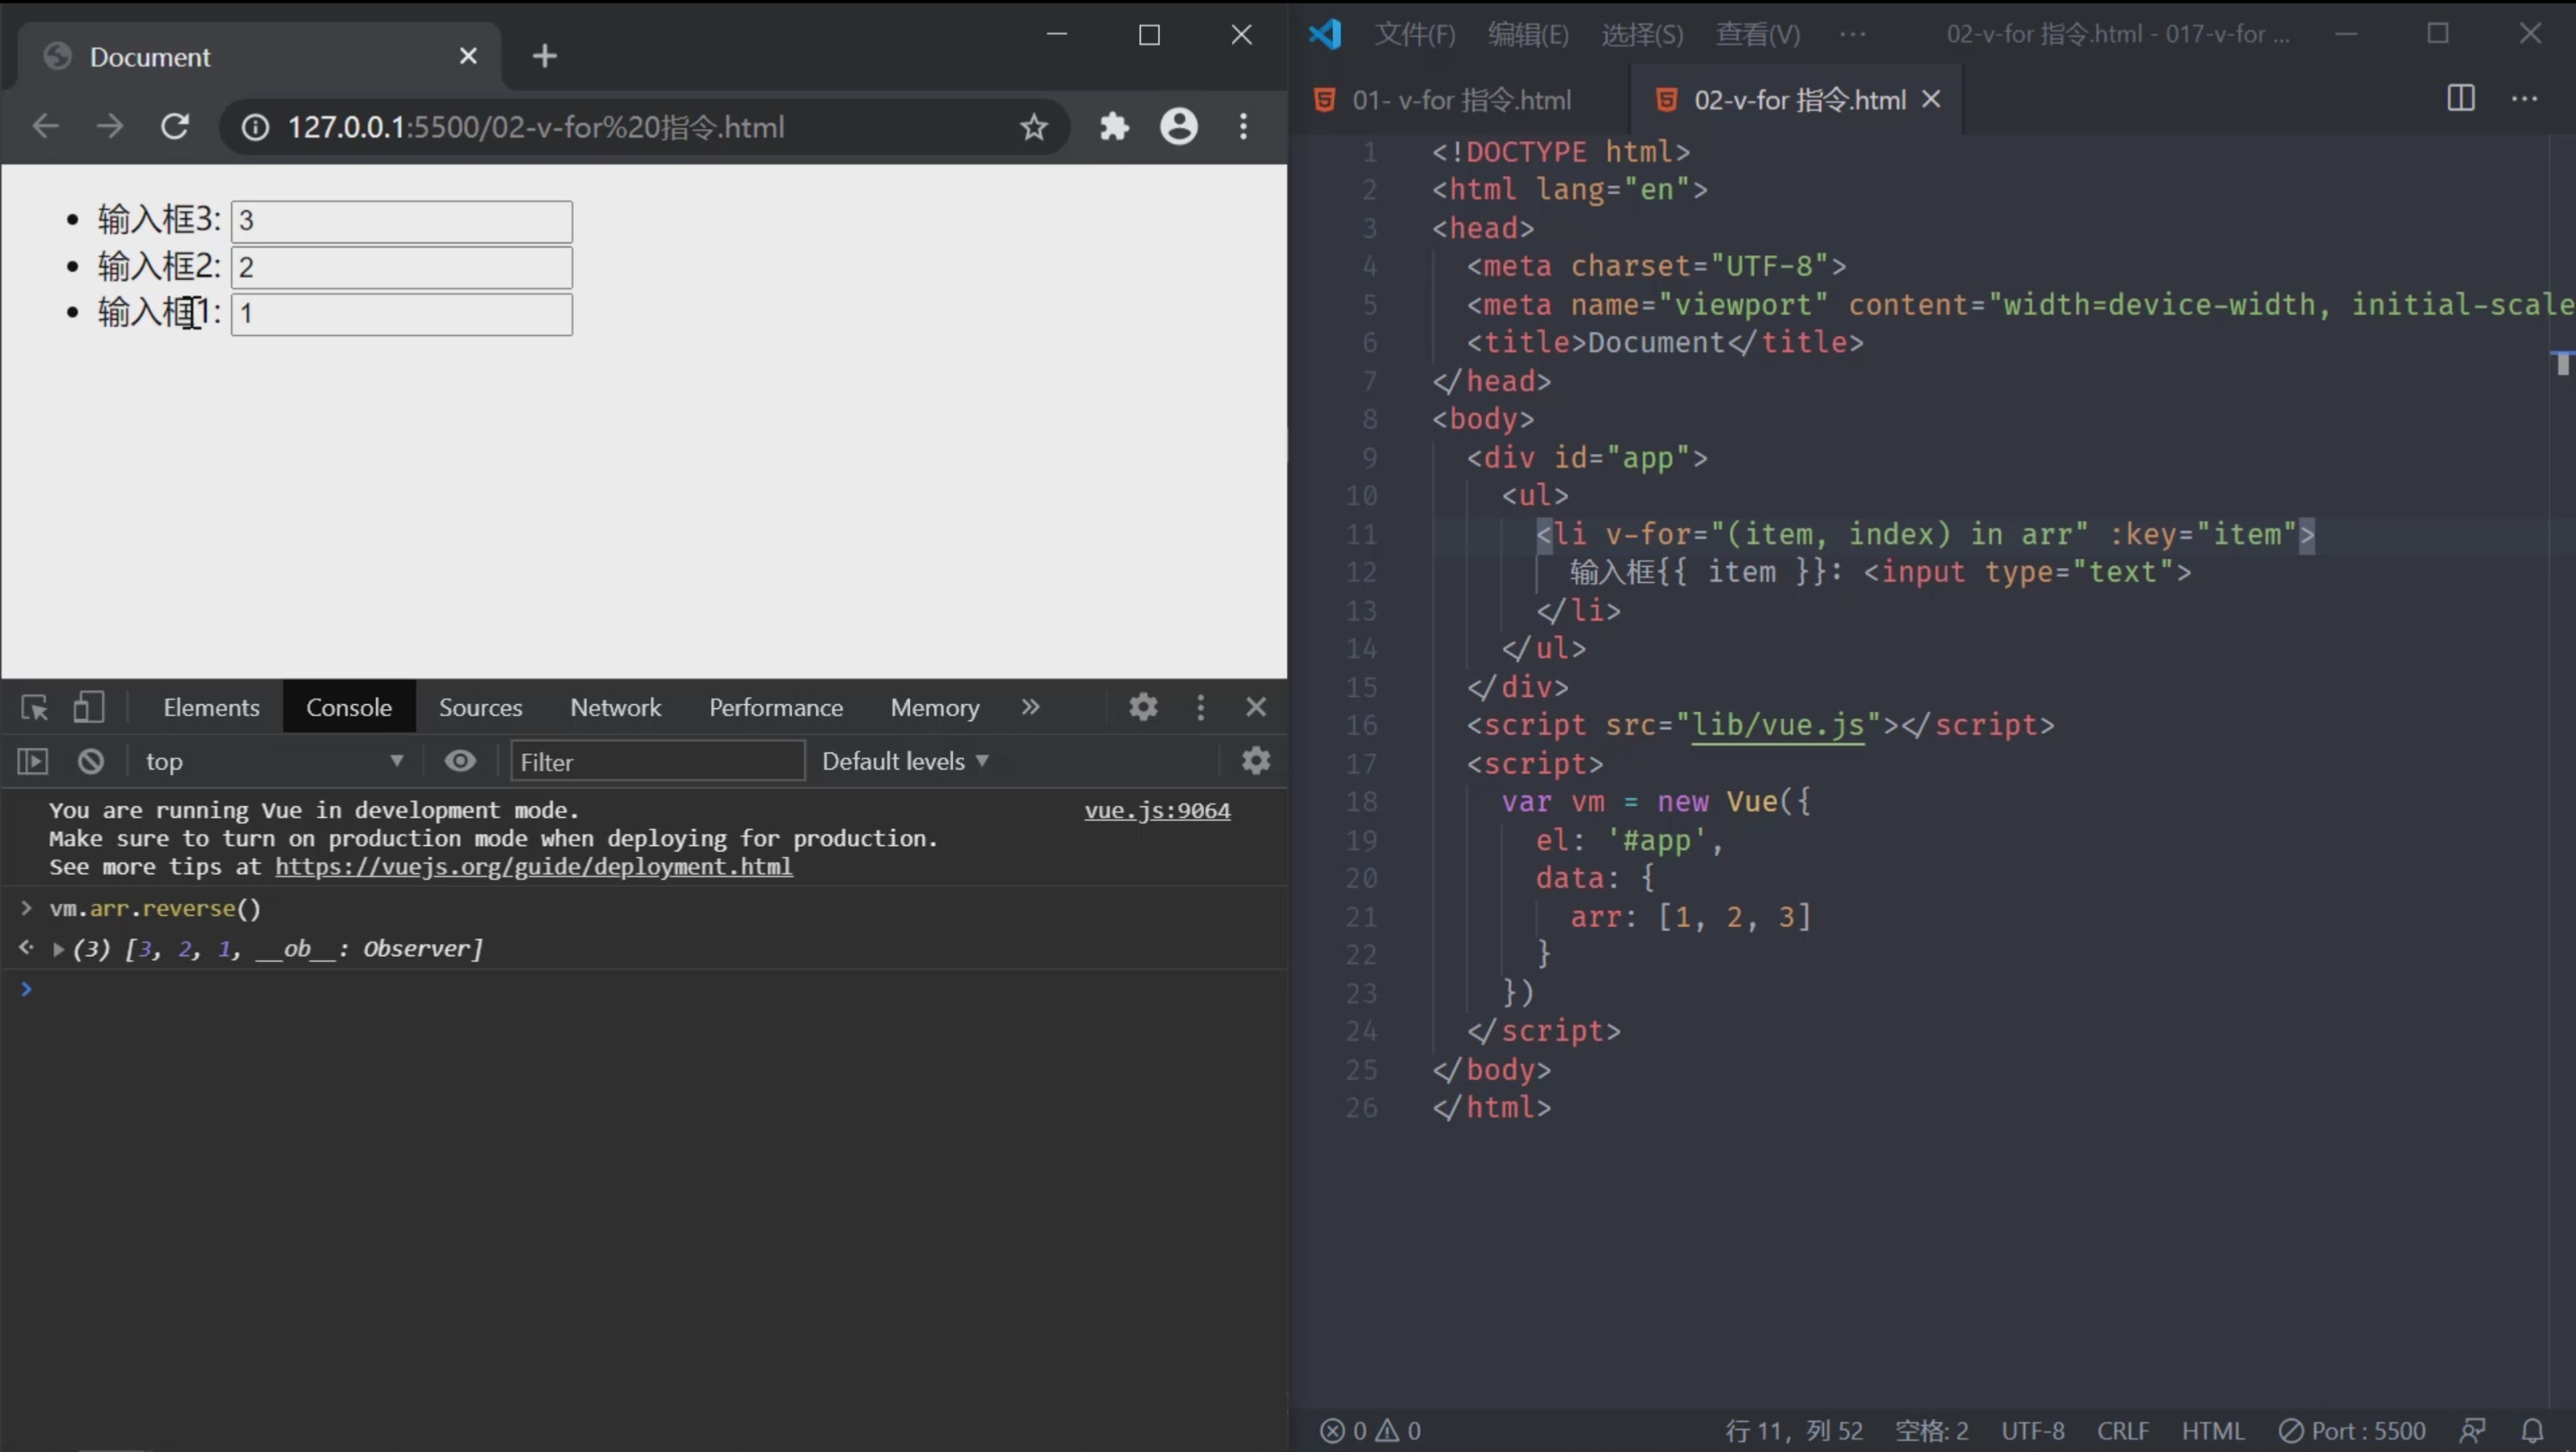 Document
127.0.0.1:5500/02-v-for%20指令.html
输入框3: 3
输入框2: 2
输入框1: 1
Elements Console Sources Network Performance Memory
top Filter Default levels
You are running Vue in development mode. vue.js:9064
Make sure to turn on production mode when deploying for production.
See more tips at https://vuejs.org/guide/deployment.html
> vm.arr.reverse()
(3) [3, 2, 1, __ob__: Observer]
文件(F) 编辑(E) 选择(S) 查看(V) ··· 02-v-for 指令.html - 017-v-for ...
01- v-for 指令.html 02-v-for 指令.html
1 <!DOCTYPE html>
2 <html lang="en">
3 <head>
4 <meta charset="UTF-8">
5 <meta name="viewport" content="width=device-width, initial-scale
6 <title>Document</title>
7 </head>
8 <body>
9 <div id="app">
10 <ul>
11 <li v-for="(item, index) in arr" :key="item">
12 输入框{{ item }}: <input type="text">
13 </li>
14 </ul>
15 </div>
16 <script src="lib/vue.js"></script>
17 <script>
18 var vm = new Vue({
19 el: '#app',
20 data: {
21 arr: [1, 2, 3]
22 }
23 })
24 </script>
25 </body>
26 </html>
0 0 行 11，列 52 空格: 2 UTF-8 CRLF HTML Port : 5500